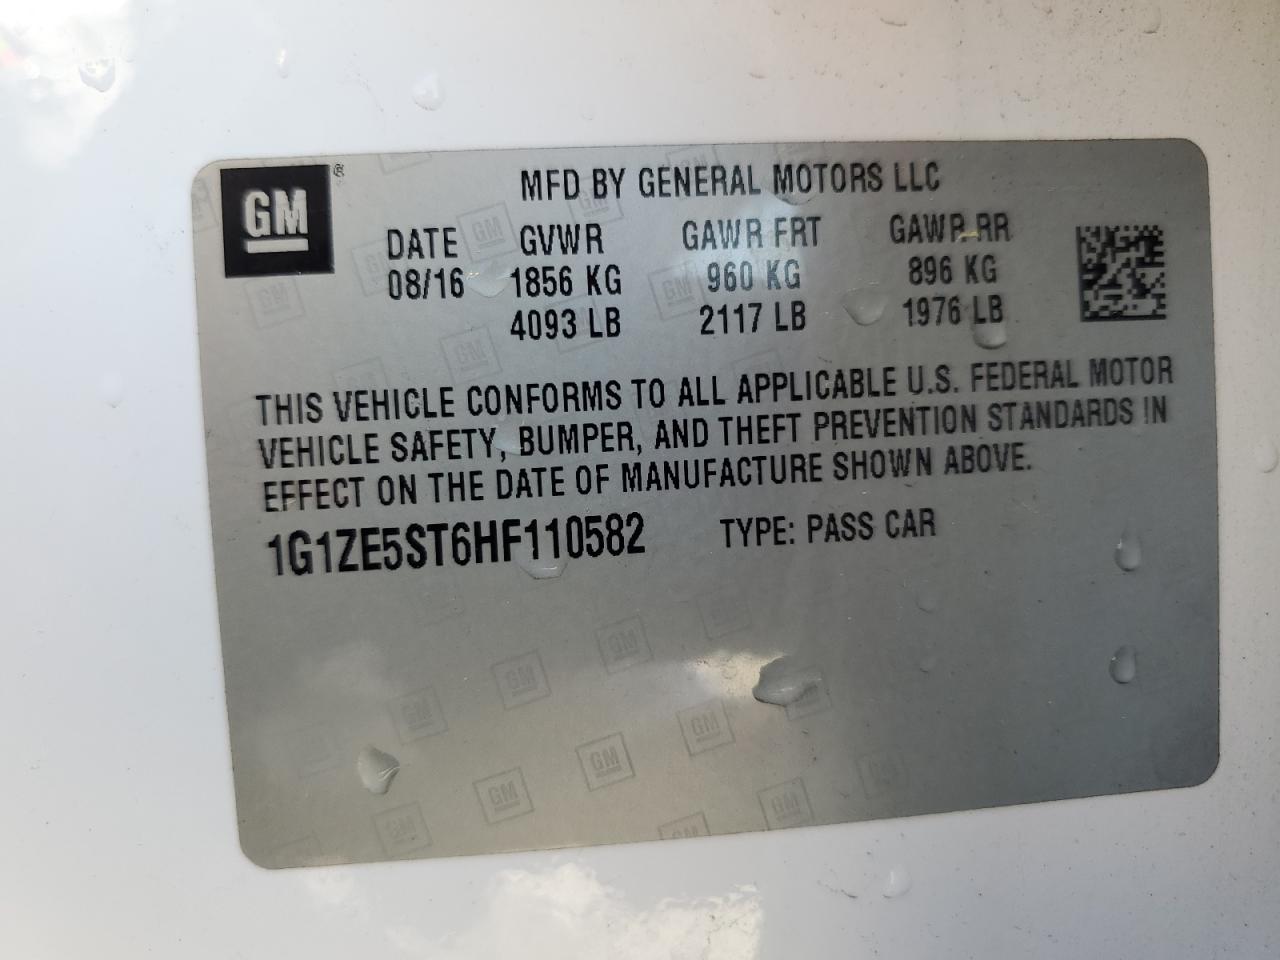 GM ®
MFD BY GENERAL MOTORS LLC
DATE GVWR GAWR FRT GAWR RR
08/16 1856 KG 960 KG 896 KG
4093 LB 2117 LB 1976 LB
THIS VEHICLE CONFORMS TO ALL APPLICABLE U.S. FEDERAL MOTOR
VEHICLE SAFETY, BUMPER, AND THEFT PREVENTION STANDARDS IN
EFFECT ON THE DATE OF MANUFACTURE SHOWN ABOVE.
1G1ZE5ST6HF110582 TYPE: PASS CAR